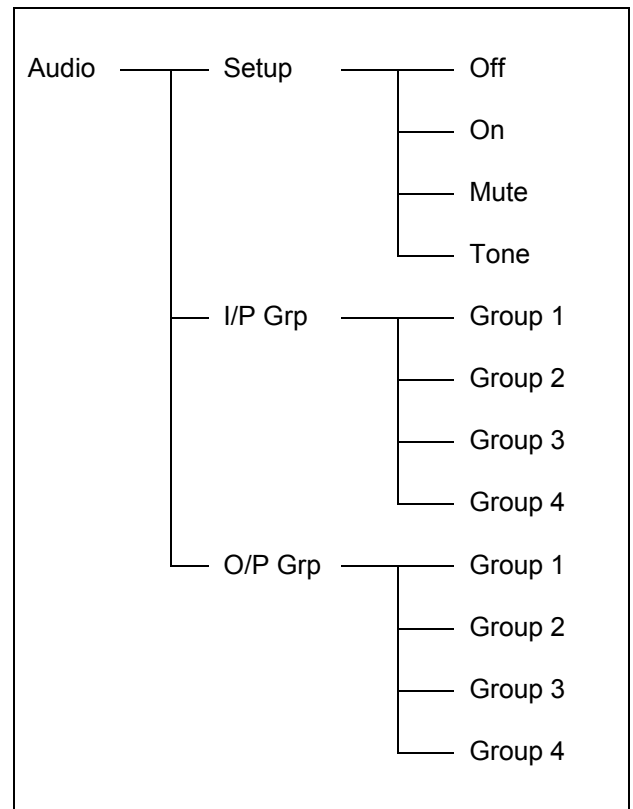 Audio Setup Off
On
Mute
Tone
I/P Grp Group 1
Group 2
Group 3
Group 4
O/P Grp Group 1
Group 2
Group 3
Group 4